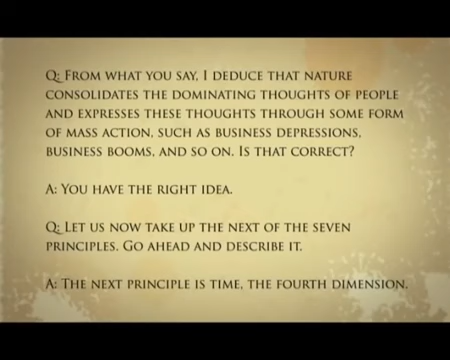 Q: From what you say, I deduce that nature
consolidates the dominating thoughts of people
and expresses these thoughts through some form
of mass action, such as business depressions,
business booms, and so on. Is that correct?
A: You have the right idea.
Q: Let us now take up the next of the seven
principles. Go ahead and describe it.
A: The next principle is time, the fourth dimension.